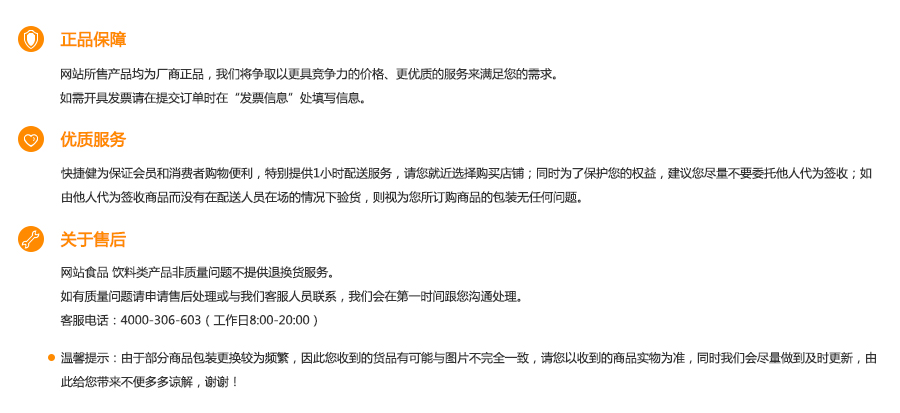 正品保障
网站所售产品均为厂商正品，我们将争取以更具竞争力的价格、更优质的服务来满足您的需求。
如需开具发票请在提交订单时在“发票信息”处填写信息。
优质服务
快捷健为保证会员和消费者购物便利，特别提供1小时配送服务，请您就近选择购买店铺；同时为了保护您的权益，建议您尽量不要委托他人代为签收；如
由他人代为签收商品而没有在配送人员在场的情况下验货，则视为您所订购商品的包装无任何问题。
关于售后
网站食品 饮料类产品非质量问题不提供退换货服务。
如有质量问题请申请售后处理或与我们客服人员联系，我们会在第一时间跟您沟通处理。
客服电话：4000-306-603（工作日8:00-20:00）
温馨提示：由于部分商品包装更换较为频繁，因此您收到的货品有可能与图片不完全一致，请您以收到的商品实物为准，同时我们会尽量做到及时更新，由
此给您带来不便多多谅解，谢谢！